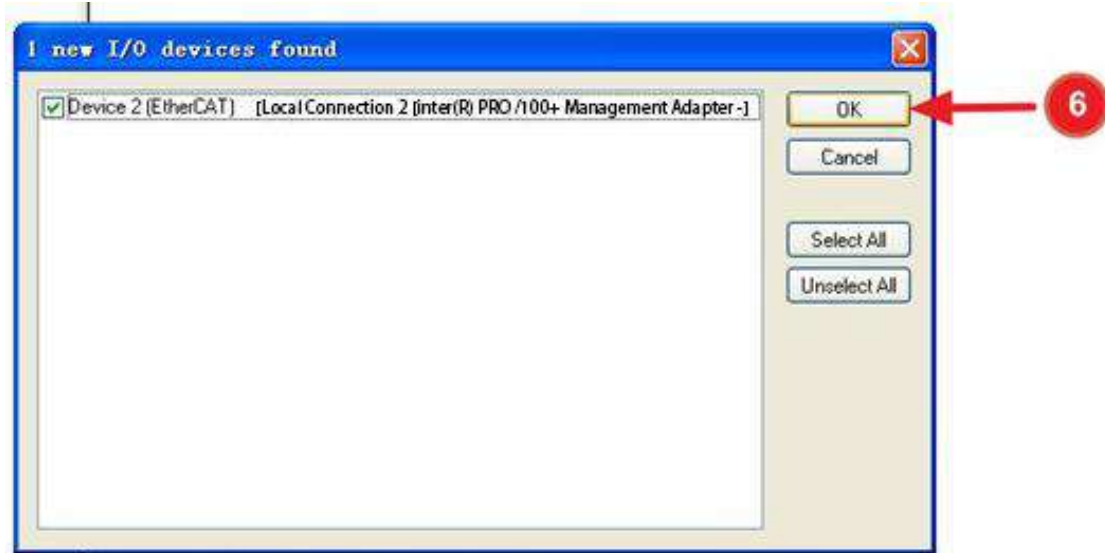 1 new I/O devices found
Device 2 (EtherCAT) [Local Connection 2 [inter(R) PRO /100+ Management Adapter -]
OK
6
Cancel
Select All
Unselect All